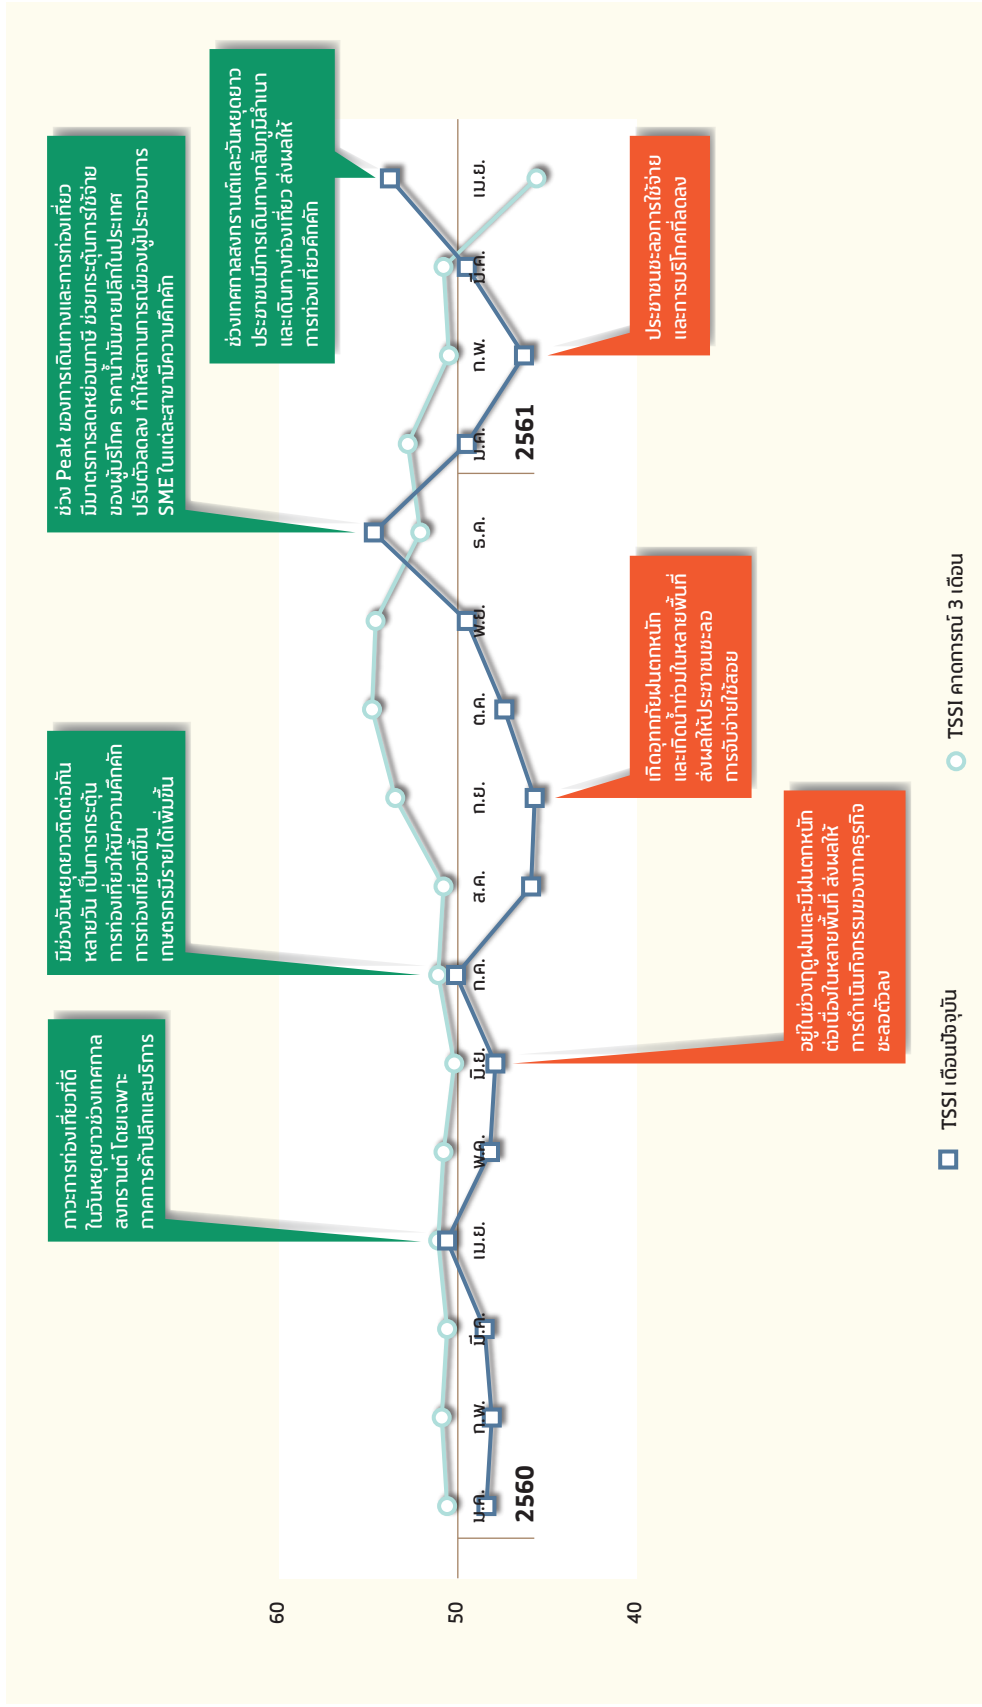 ภาวะการท่องเที่ยวที่ดี
ในวันหยุดยาวช่วงเทศกาล
สงกรานต์ โดยเฉพาะ
ภาคการค้าปลีกและบริการ
มีช่วงวันหยุดยาวติดต่อกัน
หลายวัน เป็นการกระตุ้น
การท่องเที่ยวให้มีความคึกคัก
การท่องเที่ยวดีขึ้น
เกษตรกรมีรายได้เพิ่มขึ้น
ช่วง Peak ของการเดินทางและการท่องเที่ยว
มีมาตรการลดหย่อนภาษี ช่วยกระตุ้นการใช้จ่าย
ของผู้บริโภค ราคาน้ำมันขายปลีกในประเทศ
ปรับตัวลดลง ทำให้สถานการณ์ของผู้ประกอบการ
SME ในแต่ละสาขามีความคึกคัก
ช่วงเทศกาลสงกรานต์และวันหยุดยาว
ประชาชนมีการเดินทางกลับภูมิลำเนา
และเดินทางท่องเที่ยว ส่งผลให้
การท่องเที่ยวคึกคัก
60
50
40
ม.ค.
ก.พ.
มี.ค.
เม.ย.
พ.ค.
มิ.ย.
ก.ค.
ส.ค.
ก.ย.
ต.ค.
พ.ย.
ธ.ค.
ม.ค.
ก.พ.
มี.ค.
เม.ย.
2560
2561
อยู่ในช่วงฤดูฝนและมีฝนตกหนัก
ต่อเนื่องในหลายพื้นที่ ส่งผลให้
การดำเนินกิจกรรมของภาคธุรกิจ
ชะลอตัวลง
เกิดอุทกภัยฝนตกหนัก
และเกิดน้ำท่วมในหลายพื้นที่
ส่งผลให้ประชาชนชะลอ
การจับจ่ายใช้สอย
ประชาชนชะลอการใช้จ่าย
และการบริโภคที่ลดลง
TSSI เดือนปัจจุบัน
TSSI คาดการณ์ 3 เดือน